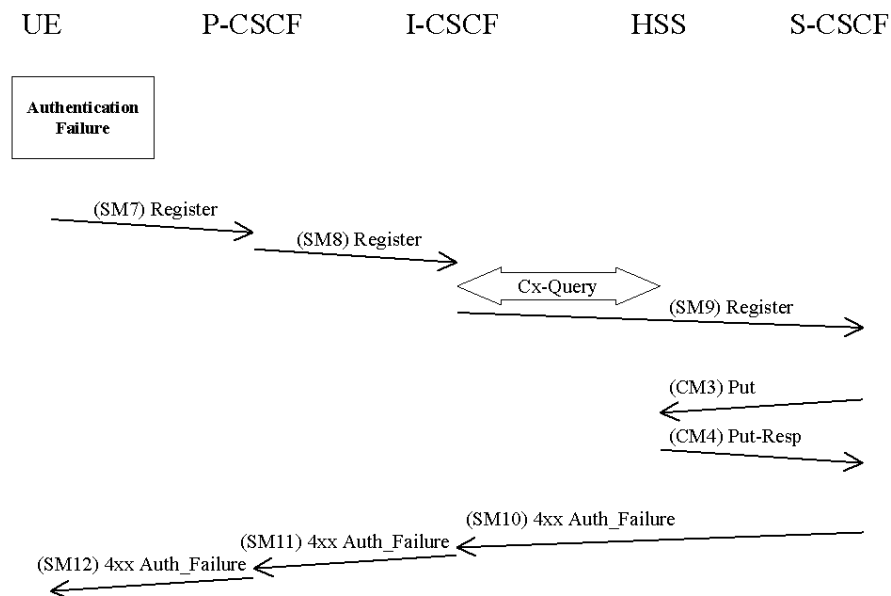 UE P-CSCF I-CSCF HSS S-CSCF
Authentication
Failure
(SM7) Register
(SM8) Register
Cx-Query
(SM9) Register
(CM3) Put
(CM4) Put-Resp
(SM10) 4xx Auth_Failure
(SM11) 4xx Auth_Failure
(SM12) 4xx Auth_Failure